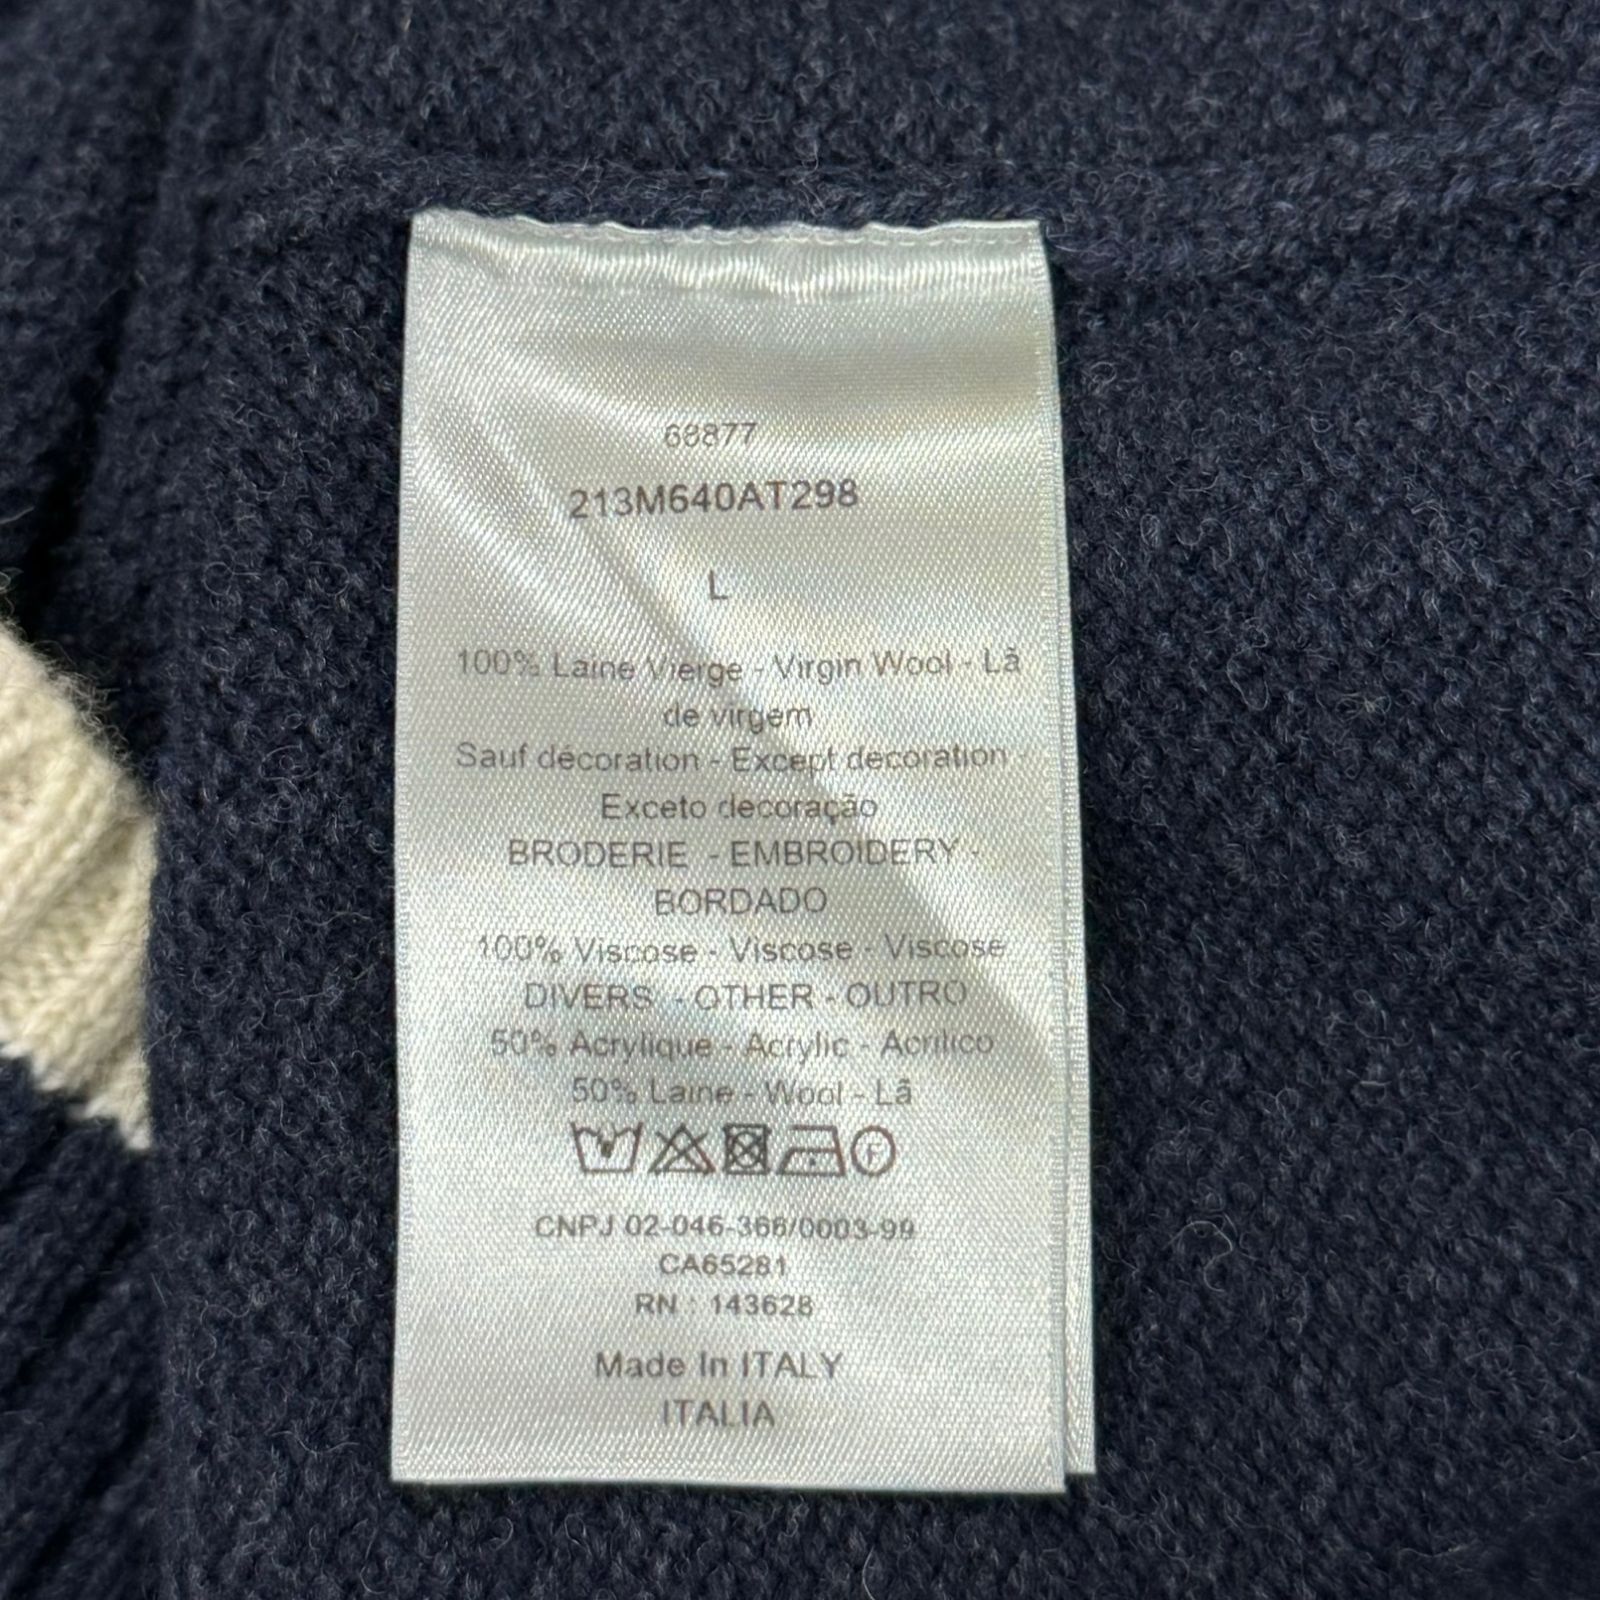 68877
213M640AT298
L
100% Laine Vierge - Virgin Wool - Lã
de virgem
Sauf décoration - Except decoration -
Exceto decoração
BRODERIE - EMBROIDERY -
BORDADO
100% Viscose - Viscose - Viscose
DIVERS - OTHER - OUTRO
50% Acrylique - Acrylic - Acrílico
50% Laine - Wool - Lã
F
CNPJ 02-046-366/0003-99
CA65281
RN : 143628
Made In ITALY
ITALIA